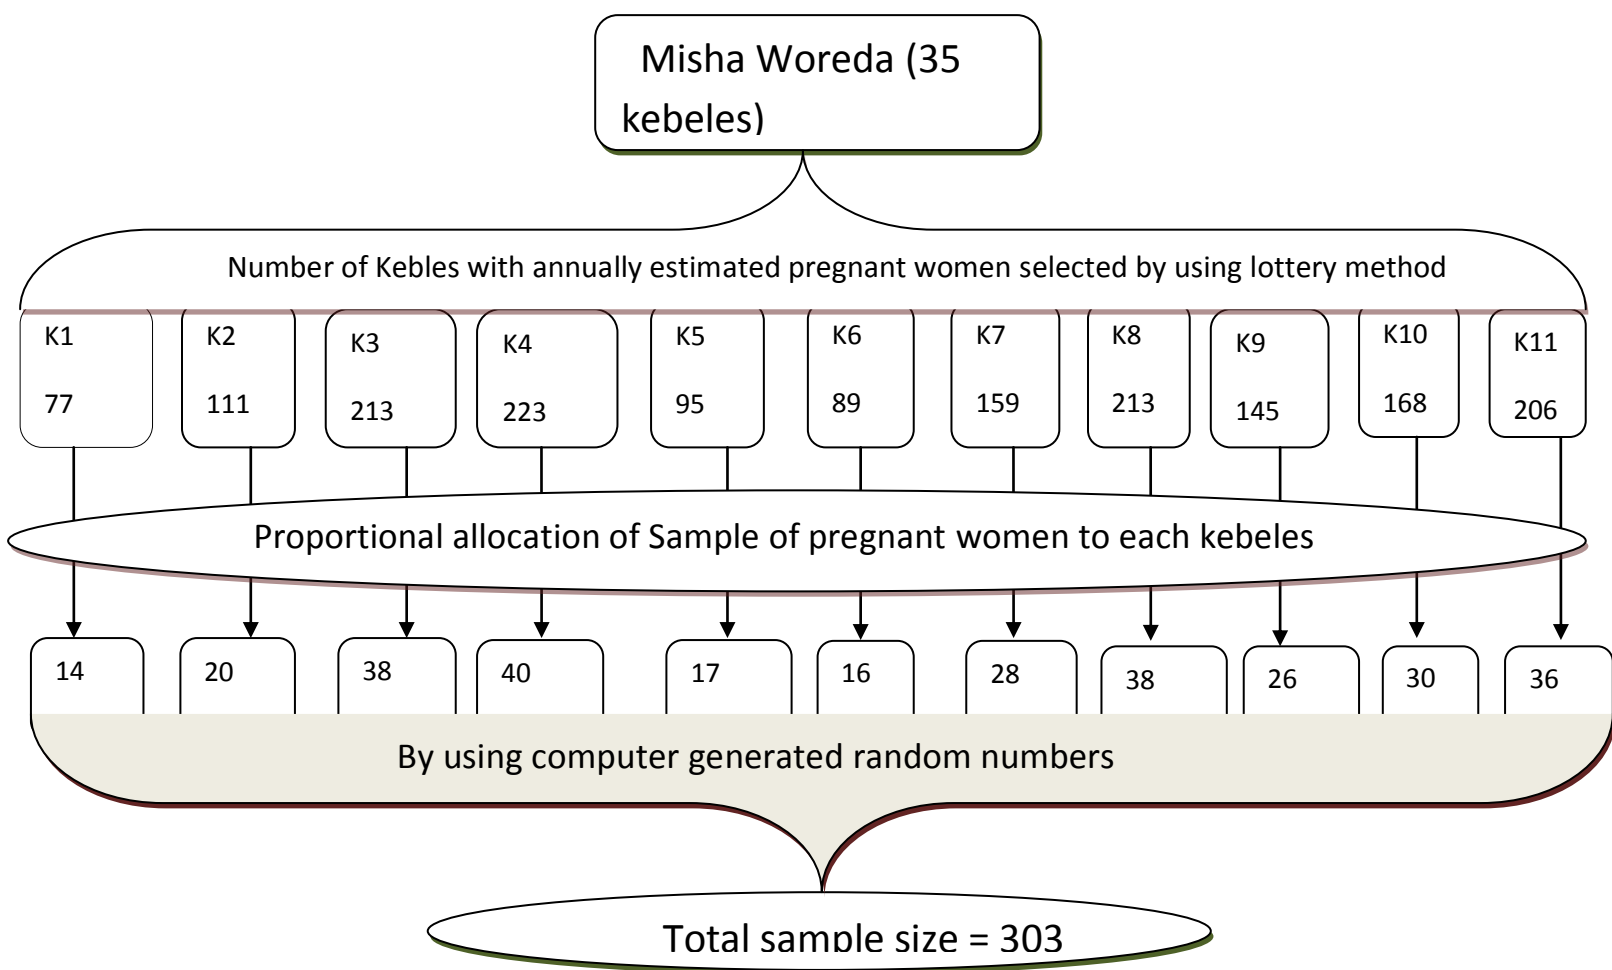 Misha Woreda (35
kebeles)
Number of Kebles with annually estimated pregnant women selected by using lottery method
K1 K2 K3 K4 K5 K6 K7 K8 K9 K10 K11
77 111 213 223 95 89 159 213 145 168 206
Proportional allocation of Sample of pregnant women to each kebeles
14 20 38 40 17 16 28 38 26 30 36
By using computer generated random numbers
Total sample size = 303